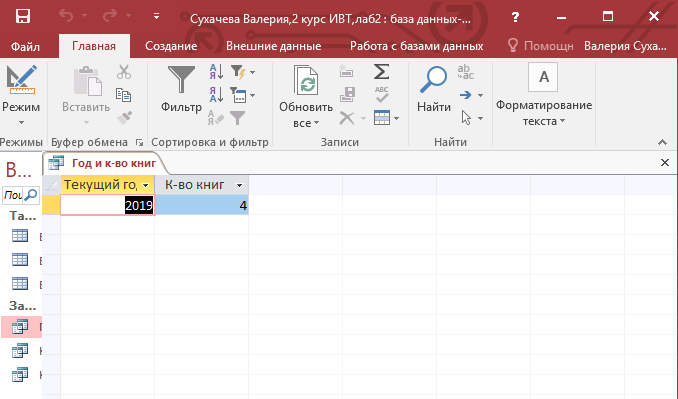 Сухачева Валерия,2 курс ИВТ,лаб2 : база данных-...
Файл Главная Создание Внешние данные Работа с базами данных Помощн Валерия Суха...
Режим Вставить Фильтр Обновить все Найти Форматирование текста
Режимы Буфер обмена Сортировка и фильтр Записи Найти
В... Год и к-во книг
Текущий го, К-во книг
2019 4
Та...
За...